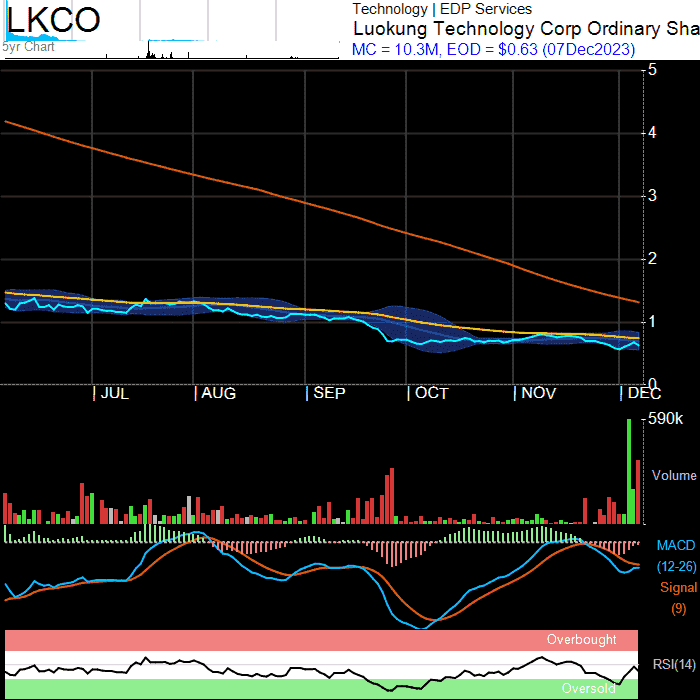 LKCO
5yr Chart
Technology | EDP Services
Luokung Technology Corp Ordinary Sha
MC = 10.3M, EOD = $0.63 (07Dec2023)
5
4
3
2
1
0
JUL
AUG
SEP
OCT
NOV
DEC
590k
Volume
MACD
(12-26)
Signal
(9)
Overbought
RSI(14)
Oversold